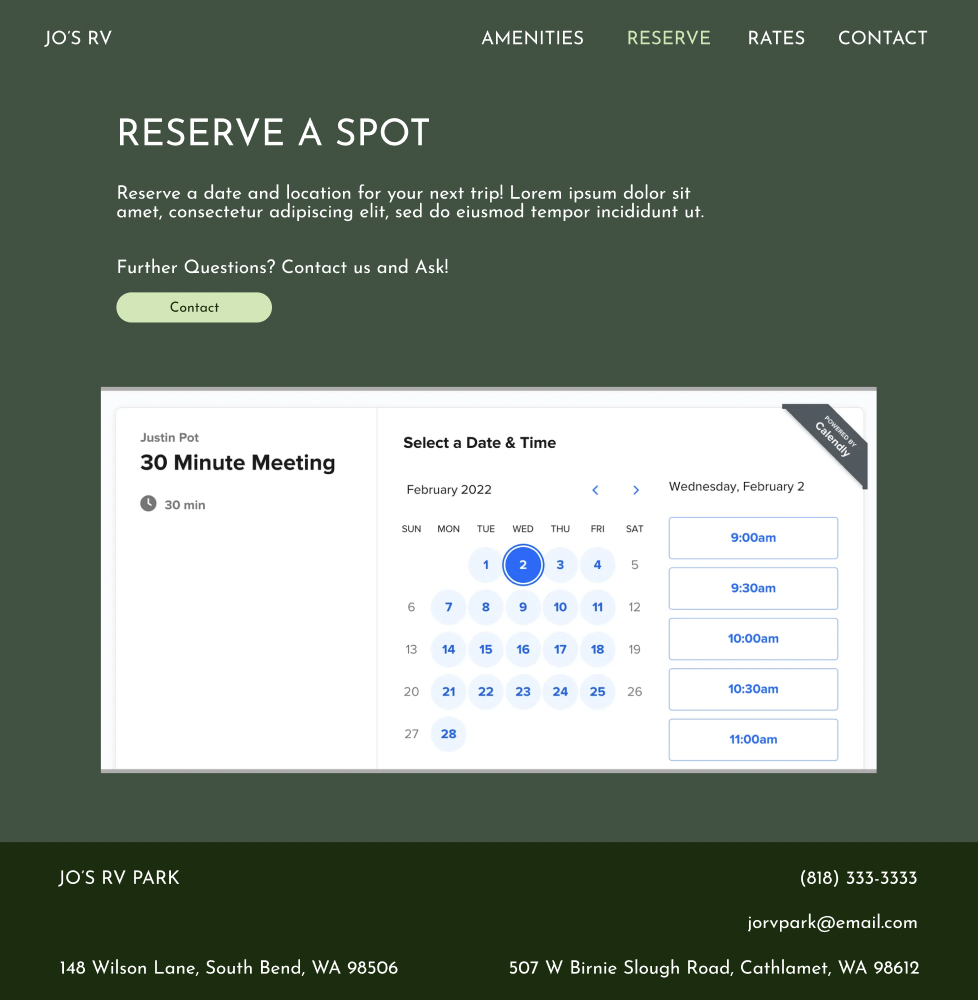 JO'S RV
AMENITIES RESERVE RATES CONTACT
RESERVE A SPOT
Reserve a date and location for your next trip! Lorem ipsum dolor sit
amet, consectetur adipiscing elit, sed do eiusmod tempor incididunt ut.
Further Questions? Contact us and Ask!
Contact
Justin Pot
30 Minute Meeting
30 min
Select a Date & Time
POWERED BY
Calendly
February 2022
SUN MON TUE WED THU FRI SAT
1 2 3 4 5
6 7 8 9 10 11 12
13 14 15 16 17 18 19
20 21 22 23 24 25 26
27 28
Wednesday, February 2
9:00am
9:30am
10:00am
10:30am
11:00am
JO'S RV PARK
(818) 333-3333
jorvpark@email.com
148 Wilson Lane, South Bend, WA 98506
507 W Birnie Slough Road, Cathlamet, WA 98612